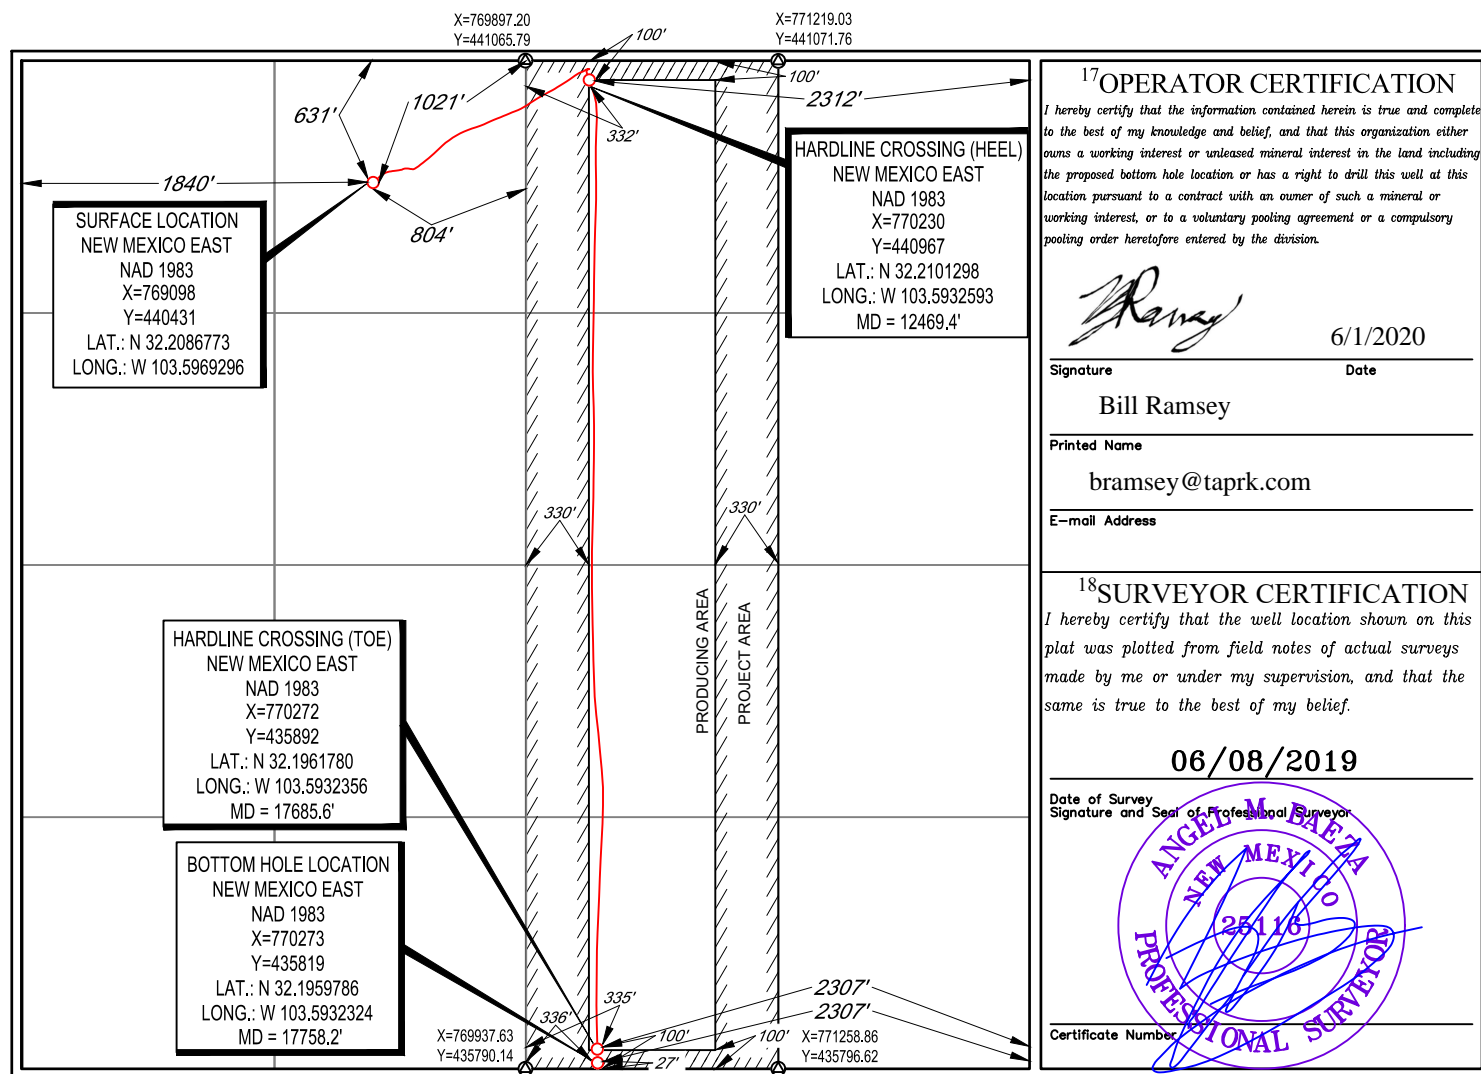 X=769897.20
Y=441065.79
X=771219.03
Y=441071.76
100'
100'
2312'
631'
1021'
332'
1840'
804'
SURFACE LOCATION
NEW MEXICO EAST
NAD 1983
X=769098
Y=440431
LAT.: N 32.2086773
LONG.: W 103.5969296
HARDLINE CROSSING (HEEL)
NEW MEXICO EAST
NAD 1983
X=770230
Y=440967
LAT.: N 32.2101298
LONG.: W 103.5932593
MD = 12469.4'
330'
330'
PRODUCING AREA
PROJECT AREA
HARDLINE CROSSING (TOE)
NEW MEXICO EAST
NAD 1983
X=770272
Y=435892
LAT.: N 32.1961780
LONG.: W 103.5932356
MD = 17685.6'
BOTTOM HOLE LOCATION
NEW MEXICO EAST
NAD 1983
X=770273
Y=435819
LAT.: N 32.1959786
LONG.: W 103.5932324
MD = 17758.2'
2307'
2307'
335'
336'
100'
100'
27'
X=769937.63
Y=435790.14
X=771258.86
Y=435796.62
17OPERATOR CERTIFICATION
I hereby certify that the information contained herein is true and complete
to the best of my knowledge and belief, and that this organization either
owns a working interest or unleased mineral interest in the land including
the proposed bottom hole location or has a right to drill this well at this
location pursuant to a contract with an owner of such a mineral or
working interest, or to a voluntary pooling agreement or a compulsory
pooling order heretofore entered by the division.
6/1/2020
Signature Date
Bill Ramsey
Printed Name
bramsey@taprk.com
E-mail Address
18SURVEYOR CERTIFICATION
I hereby certify that the well location shown on this
plat was plotted from field notes of actual surveys
made by me or under my supervision, and that the
same is true to the best of my belief.
06/08/2019
Date of Survey
Signature and Seal of Professional Surveyor
ANGEL M. BAEZA
NEW MEXICO
25116
PROFESSIONAL SURVEYOR
Certificate Number